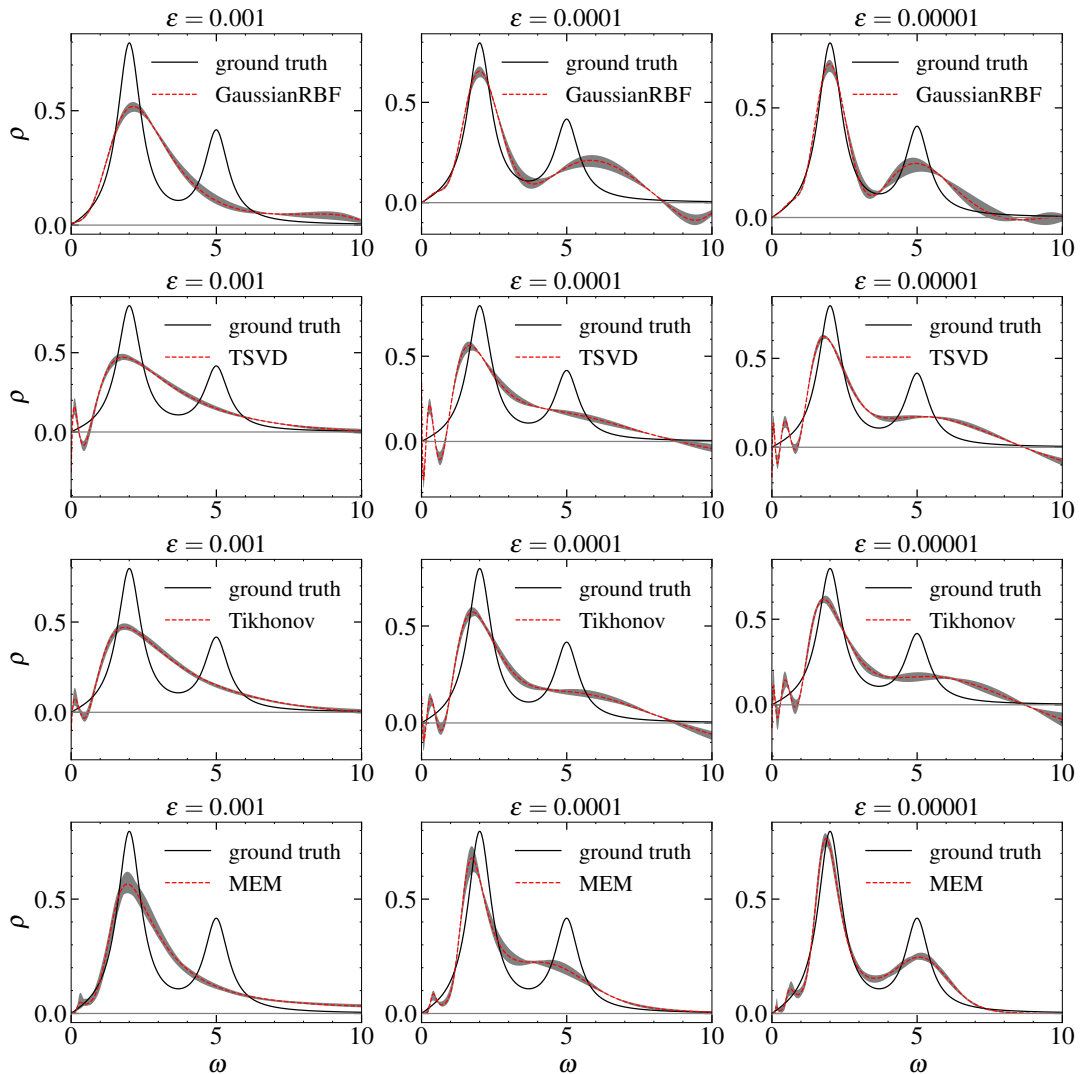 ε = 0.001
ε = 0.0001
ε = 0.00001
ρ
0.5
0.0
ground truth
GaussianRBF
0.5
0.0
ground truth
GaussianRBF
0.5
0.0
ground truth
GaussianRBF
0 5 10
0 5 10
0 5 10
ε = 0.001
ε = 0.0001
ε = 0.00001
ρ
0.5
0.0
ground truth
TSVD
0.5
0.0
ground truth
TSVD
0.5
0.0
ground truth
TSVD
0 5 10
0 5 10
0 5 10
ε = 0.001
ε = 0.0001
ε = 0.00001
ρ
0.5
0.0
ground truth
Tikhonov
0.5
0.0
ground truth
Tikhonov
0.5
0.0
ground truth
Tikhonov
0 5 10
0 5 10
0 5 10
ε = 0.001
ε = 0.0001
ε = 0.00001
ρ
0.5
0.0
ground truth
MEM
0.5
0.0
ground truth
MEM
0.5
0.0
ground truth
MEM
0 5 10
0 5 10
0 5 10
ω
ω
ω